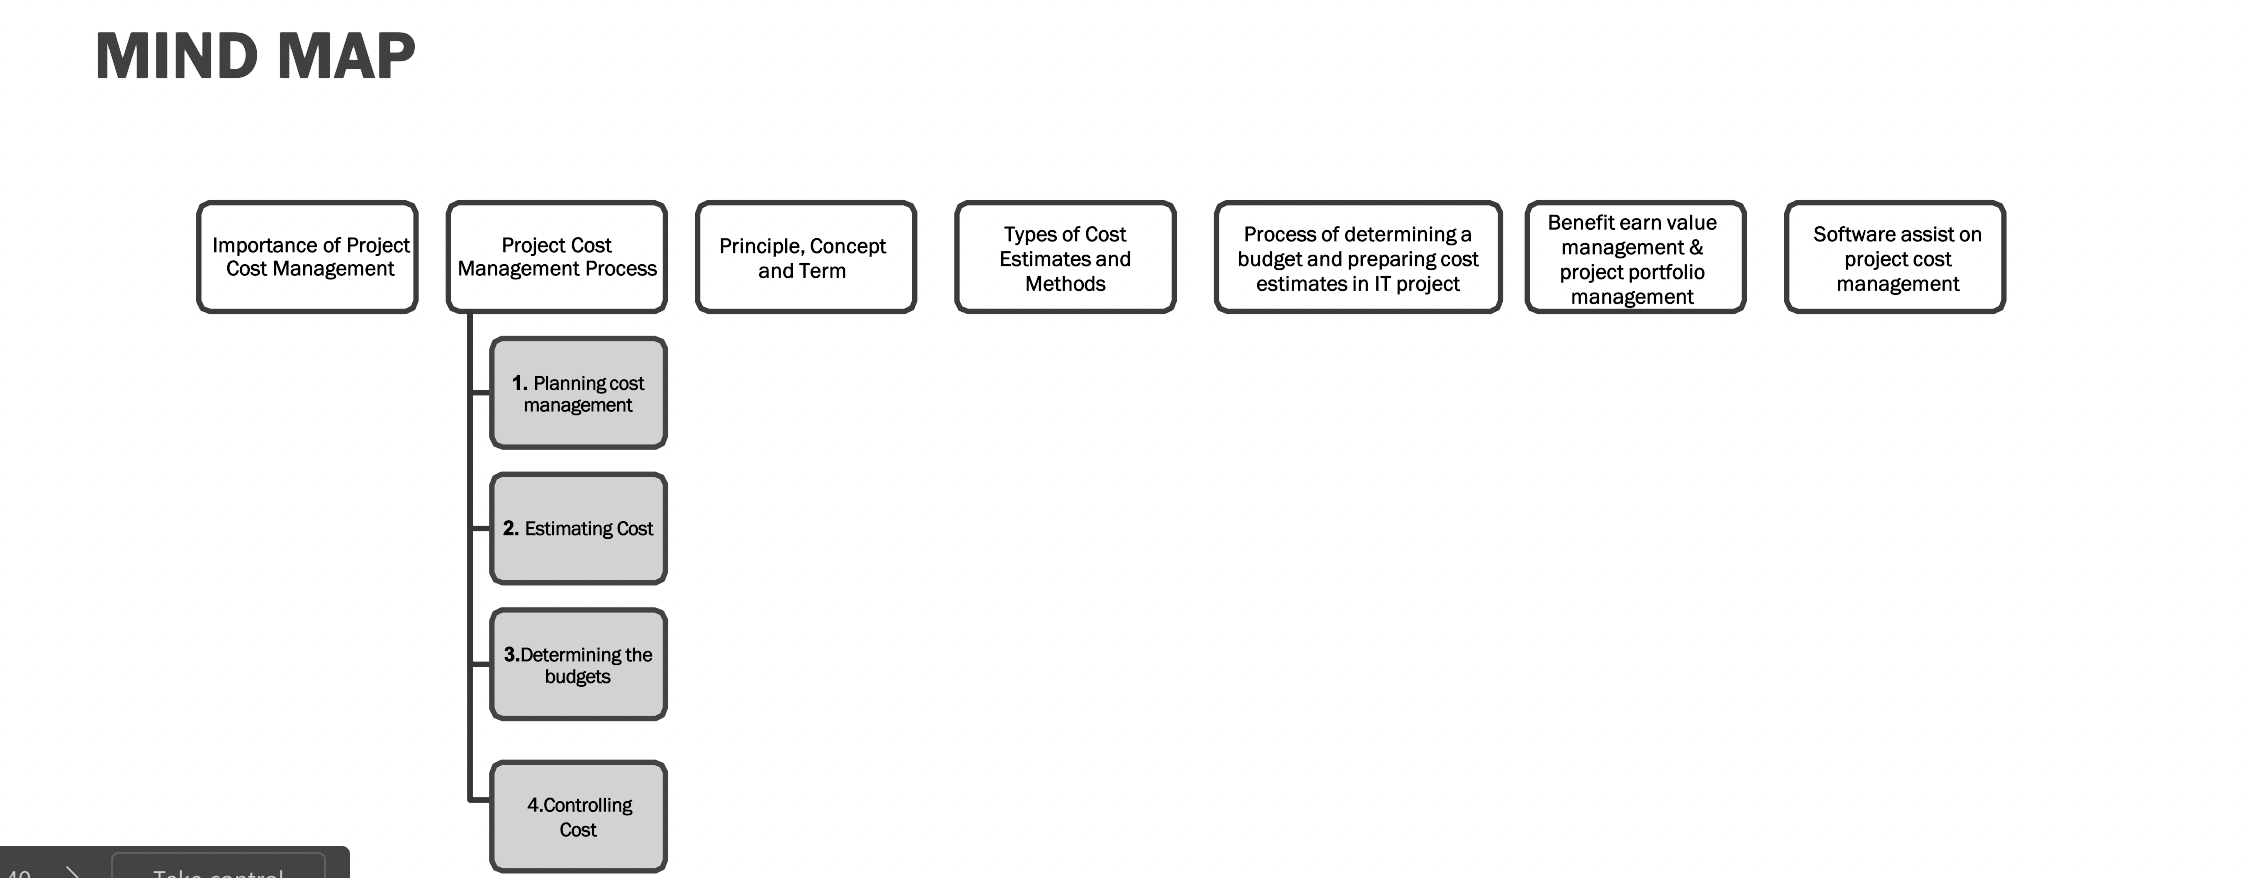 MIND MAP
Importance of Project
Cost Management
Project Cost
Management Process
Principle, Concept
and Term
Types of Cost
Estimates and
Methods
Process of determining a
budget and preparing cost
estimates in IT project
Benefit earn value
management &
project portfolio
management
Software assist on
project cost
management
1. Planning cost
management
2. Estimating Cost
3.Determining the
budgets
4.Controlling
Cost
40
Take control